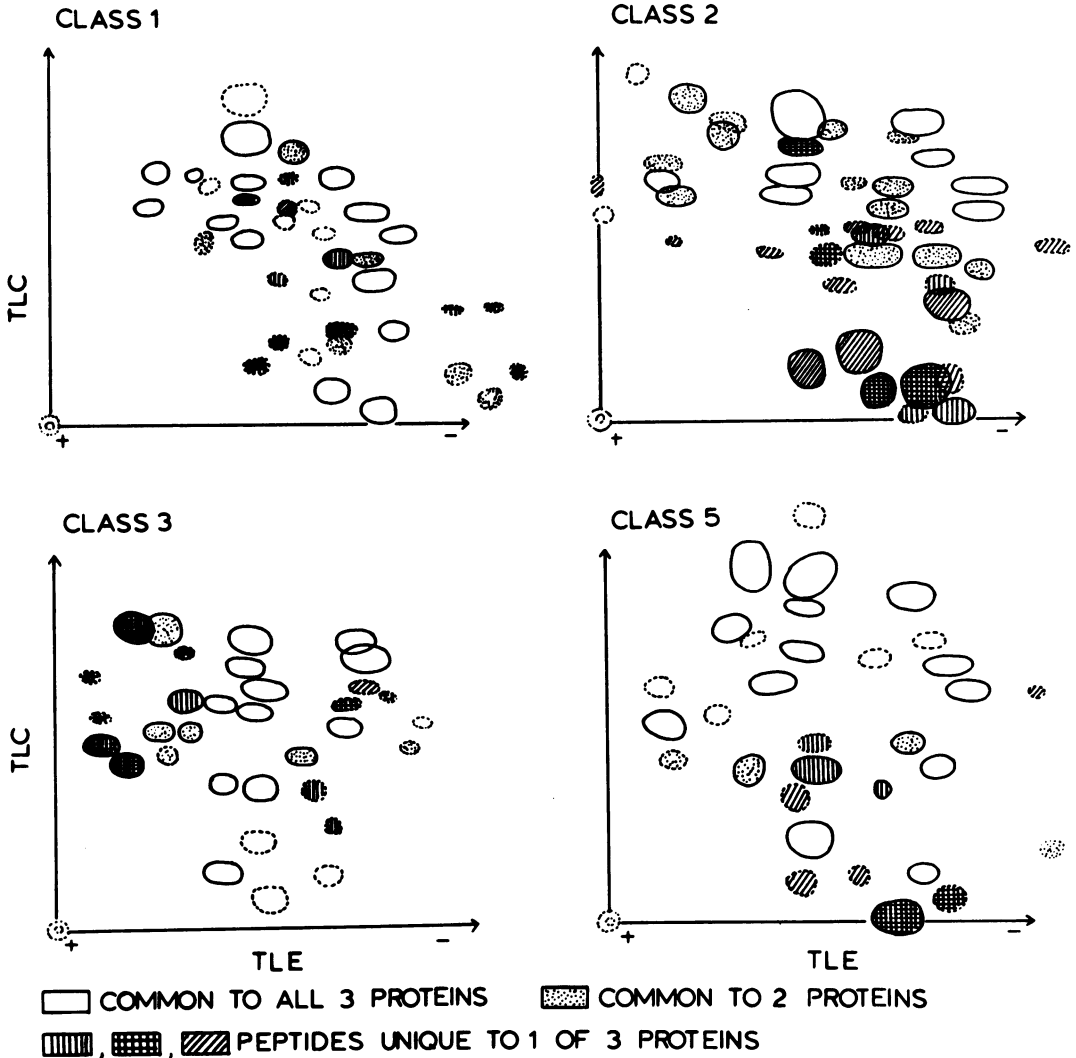 CLASS 1
CLASS 2
TLC
+
-
+
-
CLASS 3
CLASS 5
TLC
+
-
+
-
TLE
TLE
COMMON TO ALL 3 PROTEINS
COMMON TO 2 PROTEINS
, , PEPTIDES UNIQUE TO 1 OF 3 PROTEINS